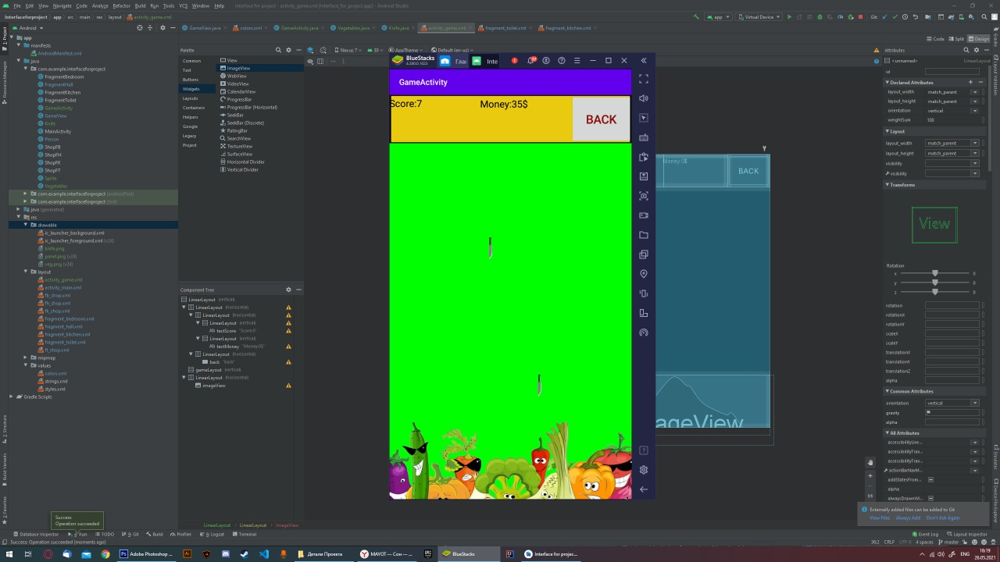 File Edit View Navigate Code Analyze Refactor Build Run Tools VCS Window Help Interface for project - activity_game.xml [Interface_for_project.app] - Android Studio
Interfaceforproject app src main res layout activity_game.xml
app Virtual Device Git:
Android
GameView.java colors.xml GameActivity.java Vegetables.java Knife.java activity_game.xml fragment_toilet.xml fragment_kitchen.xml
Code Split Design
app
manifests
AndroidManifest.xml
java
com.example.interfaceforproject
FragmentBedroom
FragmentHall
FragmentKitchen
FragmentToilet
GameActivity
GameView
Knife
MainActivity
Person
ShopFB
ShopFH
ShopFK
ShopFT
Sprite
Vegetables
com.example.interfaceforproject (androidTest)
com.example.interfaceforproject (test)
java (generated)
res
drawable
ic_launcher_background.xml
ic_launcher_foreground.xml (v24)
knife.png
panel.png (v24)
veg.png (v24)
layout
activity_game.xml
activity_main.xml
fb_shop.xml
fh_shop.xml
fk_shop.xml
fragment_bedroom.xml
fragment_hall.xml
fragment_kitchen.xml
fragment_toilet.xml
ft_chop.xml
mipmap
values
colors.xml
strings.xml
styles.xml
Gradle Scripts
Palette
Common
Text
Buttons
Widgets
Layouts
Containers
Helpers
Google
Legacy
Project
View
ImageView
WebView
VideoView
CalendarView
ProgressBar
ProgressBar (Horizontal)
SeekBar
SeekBar (Discrete)
RatingBar
SearchView
TextureView
SurfaceView
Horizontal Divider
Vertical Divider
Component Tree
LinearLayout (vertical)
LinearLayout (horizontal)
LinearLayout (horizontal)
LinearLayout (vertical)
Ab textScore "Score:0"
LinearLayout (vertical)
Ab textMoney "Money:0$"
LinearLayout (horizontal)
back "back"
gameLayout (vertical)
LinearLayout (horizontal)
imageView
Nexus 7 30 AppTheme Default (en-us)
BlueStacks
4.280.0.1022
Глаі Inte
GameActivity
Score:7 Money:35$ BACK
Money:0$ BACK
ageView
Attributes
<unnamed> LinearLayout
id
Declared Attributes
layout_width match_parent
layout_height match_parent
orientation vertical
weightSum 100
Layout
layout_width match_parent
layout_height match_parent
visibility
visibility
Transforms
View
Rotation
x 0
y 0
z 0
rotation
rotationX
rotationY
scaleX
scaleY
translationX
translationY
translationZ
alpha
Common Attributes
orientation vertical
gravity
alpha
All Attributes
accessibilityLive...
accessibilityTrav...
accessibilityTrav...
actionBarNavM...
addStatesFrom...
alpha
alwaysDrawnWi...
Externally added files can be added to Git
View Files Always Add Don't Ask Again
Success
Operation succeeded
LinearLayout LinearLayout ImageView
Database Inspector Run TODO Git Build Profiler Logcat Terminal
Event Log Layout Inspector
Success: Operation succeeded (moments ago)
36:2 CRLF UTF-8 4 spaces master
Adobe Photoshop ... Детали Проекта МАYОТ — Сон — ... BlueStacks Interface for projec...
ENG 16:19
26.05.2021